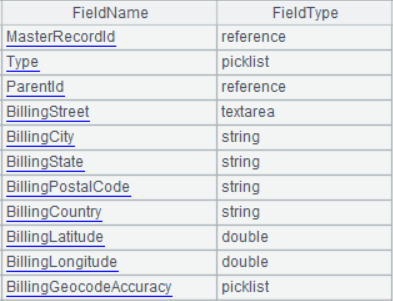 FieldName FieldType
MasterRecordId reference
Type picklist
ParentId reference
BillingStreet textarea
BillingCity string
BillingState string
BillingPostalCode string
BillingCountry string
BillingLatitude double
BillingLongitude double
BillingGeocodeAccuracy picklist